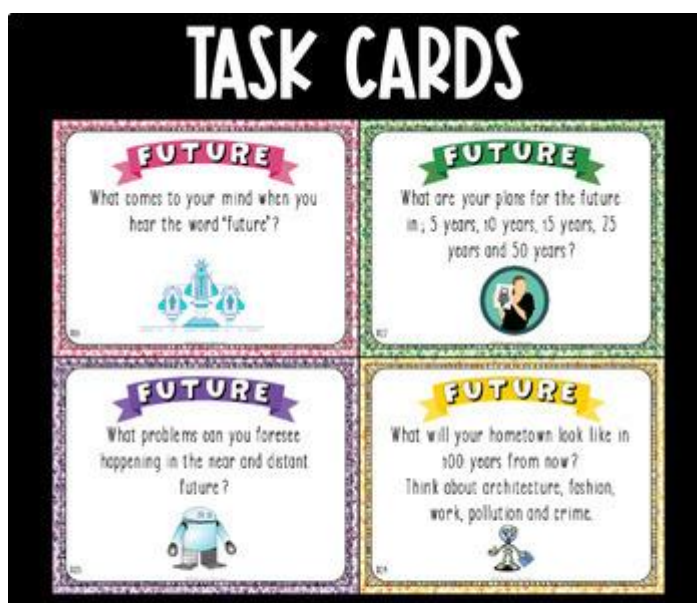 TASK CARDS
FUTURE
What comes to your mind when you
hear the word "future"?
FUTURE
What are your plans for the future
in; 5 years, 10 years, 15 years, 25
years and 50 years?
FUTURE
What problems can you foresee
happening in the near and distant
future?
FUTURE
What will your hometown look like in
100 years from now?
Think about architecture, fashion,
work, pollution and crime.